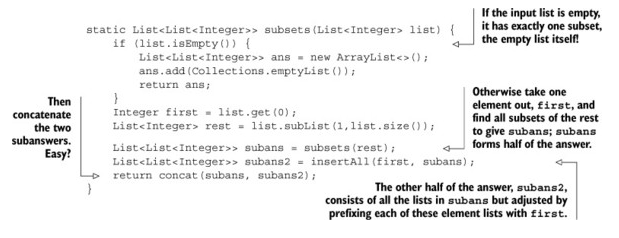 If the input list is empty,
it has exactly one subset,
the empty list itself!
static List<List<Integer>> subsets(List<Integer> list) {
if (list.isEmpty()) {
List<List<Integer>> ans = new ArrayList<>();
ans.add(Collections.emptyList());
return ans;
}
Integer first = list.get(0);
List<Integer> rest = list.subList(1,list.size());
Otherwise take one
element out, first, and
find all subsets of the rest
to give subans; subans
forms half of the answer.
List<List<Integer>> subans = subsets(rest);
List<List<Integer>> subans2 = insertAll(first, subans);
Then
concatenate
the two
subanswers.
Easy?
return concat(subans, subans2);
}
The other half of the answer, subans2,
consists of all the lists in subans but adjusted by
prefixing each of these element lists with first.